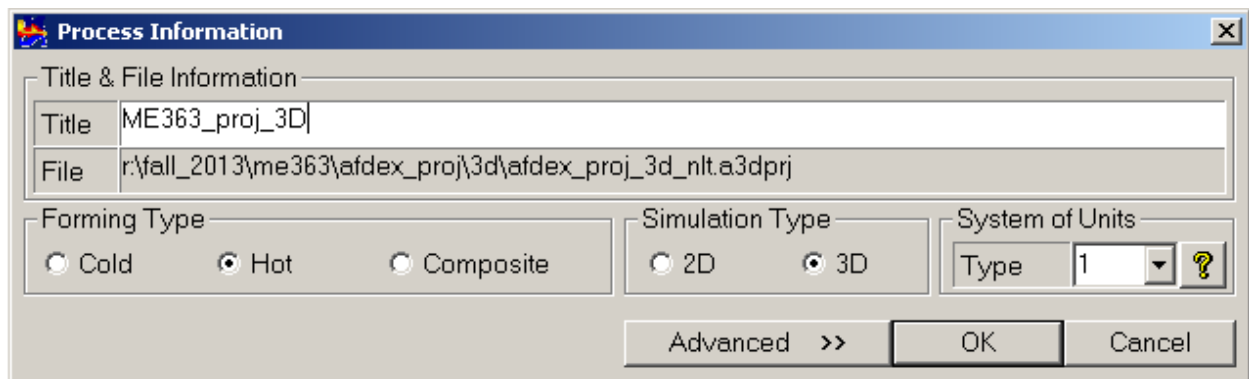 Process Information
Title & File Information
Title ME363_proj_3D
File r:\fall_2013\me363\afdex_proj\3d\afdex_proj_3d_nlt.a3dprj
Forming Type Simulation Type System of Units
Cold Hot Composite 2D 3D Type 1 ?
Advanced >> OK Cancel